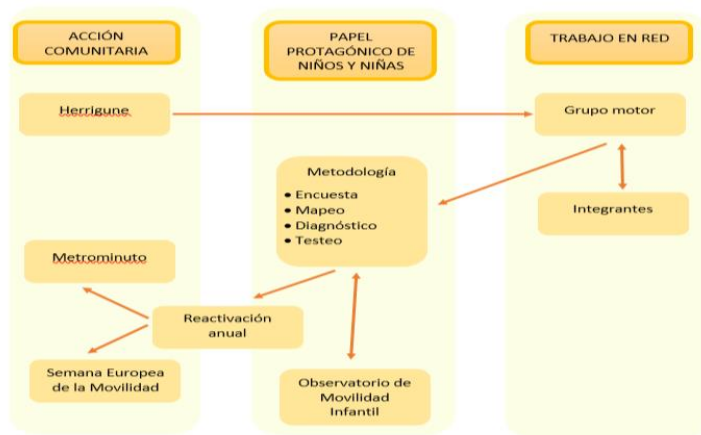 ACCIÓN
COMUNITARIA
PAPEL
PROTAGÓNICO DE
NIÑOS Y NIÑAS
TRABAJO EN RED
Herrigune
Grupo motor
Metodología
• Encuesta
• Mapeo
• Diagnóstico
• Testeo
Integrantes
Metrominuto
Reactivación
anual
Semana Europea
de la Movilidad
Observatorio de
Movilidad
Infantil